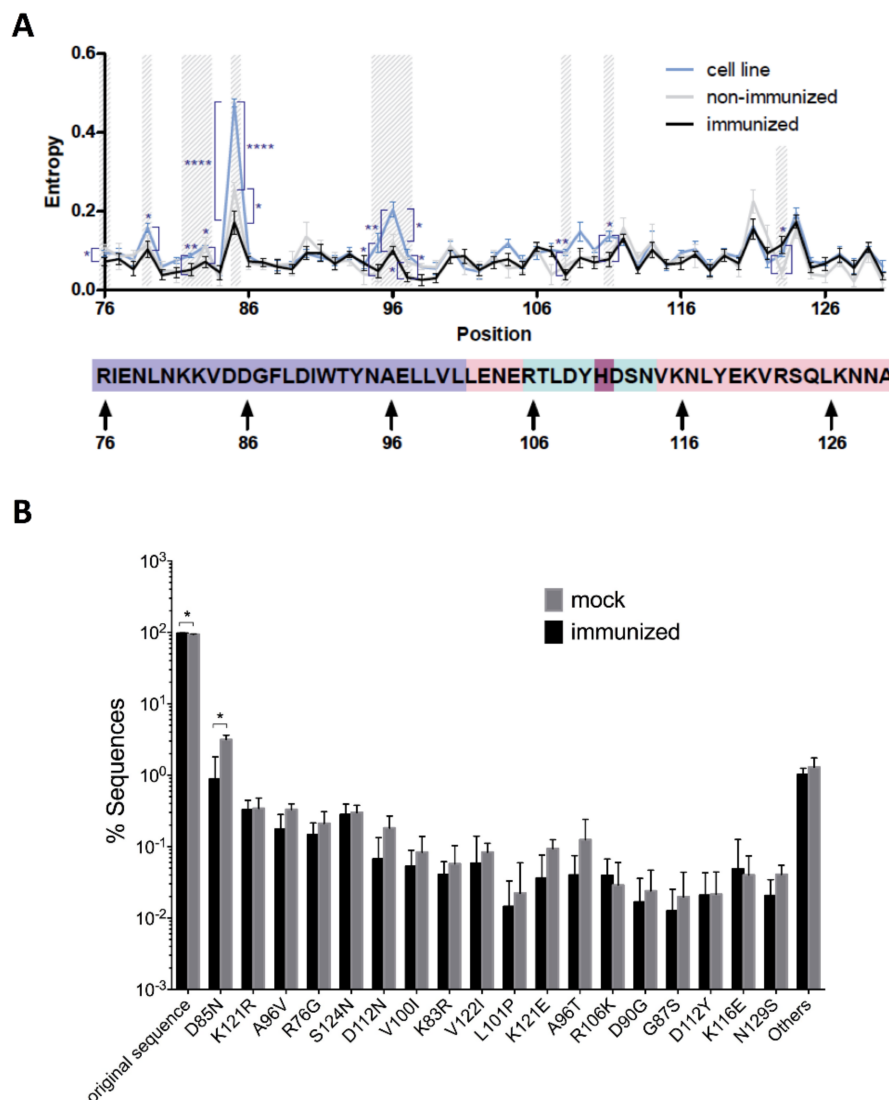 A
0.6
cell line
non-immunized
immunized
0.4
Entropy
****
****
0.2
*
*
*
**
*
**
*
*
*
*
*
**
*
*
0.0
76
86
96
106
116
126
Position
RIENLNKKVDDGFLDIWTYNAELLVLLENERTLDYHDSNVKNLYEKVRSQLKNNA
76
86
96
106
116
126
B
10³
mock
immunized
10²
*
10¹
*
10⁰
10⁻¹
10⁻²
10⁻³
% Sequences
original sequence
D85N
K121R
A96V
R76G
S124N
D112N
V100I
K83R
V122I
L101P
K121E
A96T
R106K
D90G
G87S
D112Y
K116E
N129S
Others